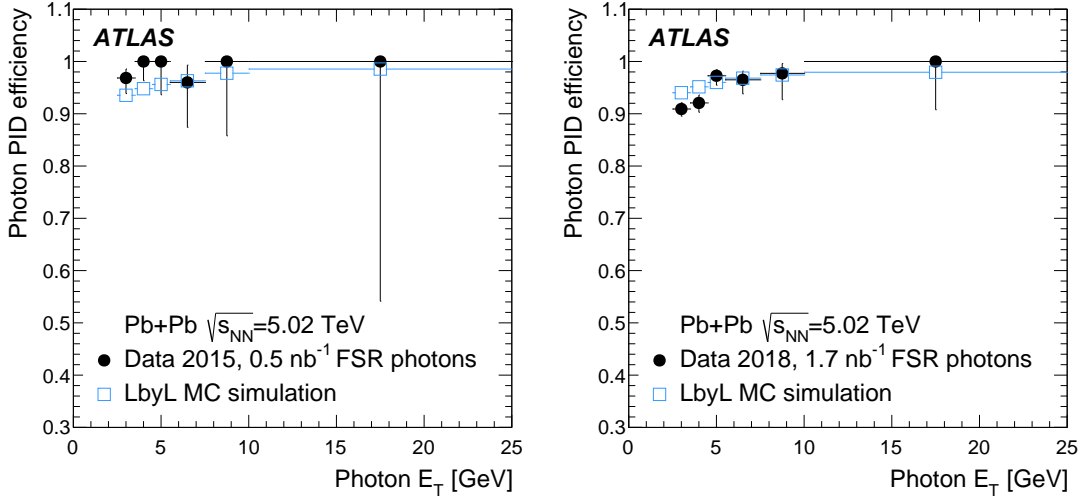 ATLAS
Photon PID efficiency
1.1
1
0.9
0.8
0.7
0.6
0.5
0.4
0.3
Pb+Pb √s_NN=5.02 TeV
Data 2015, 0.5 nb⁻¹ FSR photons
LbyL MC simulation
0 5 10 15 20 25
Photon E_T [GeV]
ATLAS
Photon PID efficiency
1.1
1
0.9
0.8
0.7
0.6
0.5
0.4
0.3
Pb+Pb √s_NN=5.02 TeV
Data 2018, 1.7 nb⁻¹ FSR photons
LbyL MC simulation
0 5 10 15 20 25
Photon E_T [GeV]